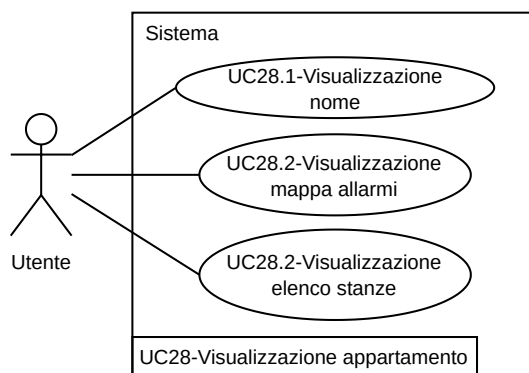 Sistema
UC28.1-Visualizzazione
nome
UC28.2-Visualizzazione
mappa allarmi
UC28.2-Visualizzazione
elenco stanze
Utente
UC28-Visualizzazione appartamento